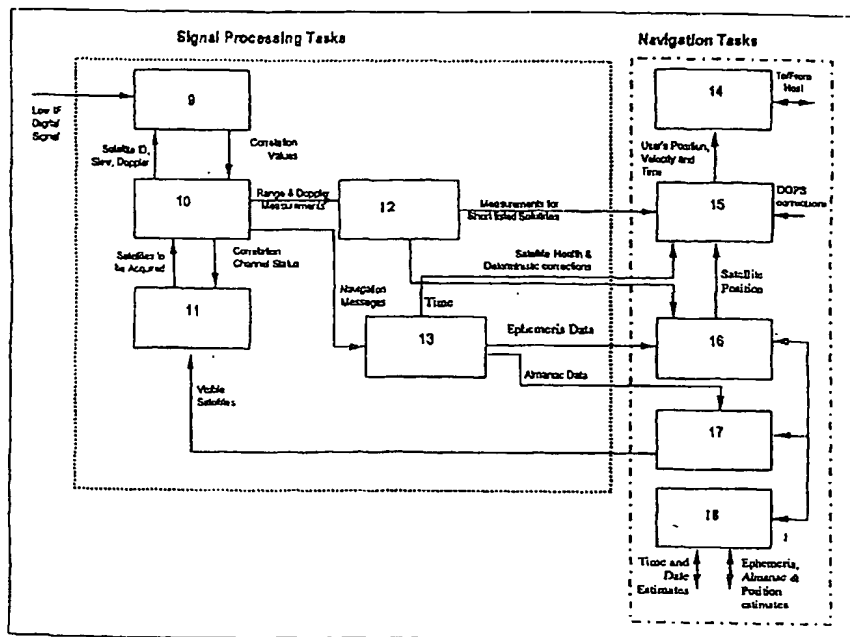 Signal Processing Tasks
Navigation Tasks
9
14
To/From
Host
Low IF
Digital
Signal
Satellite ID,
Slew, Doppler
Correlation
Values
User's Position,
Velocity and
Time
10
Range & Doppler
Measurements
12
Measurements for
Short listed Satellites
15
DGPS
corrections
Satellites to
be Acquired
Correlation
Channel Status
Satellite Health &
Deterministic corrections
Satellite
Position
Navigation
Messages
Time
11
13
Ephemeris Data
16
Almanac Data
Visible
Satellites
17
18
Time and
Date
Estimates
Ephemeris,
Almanac &
Position
estimates